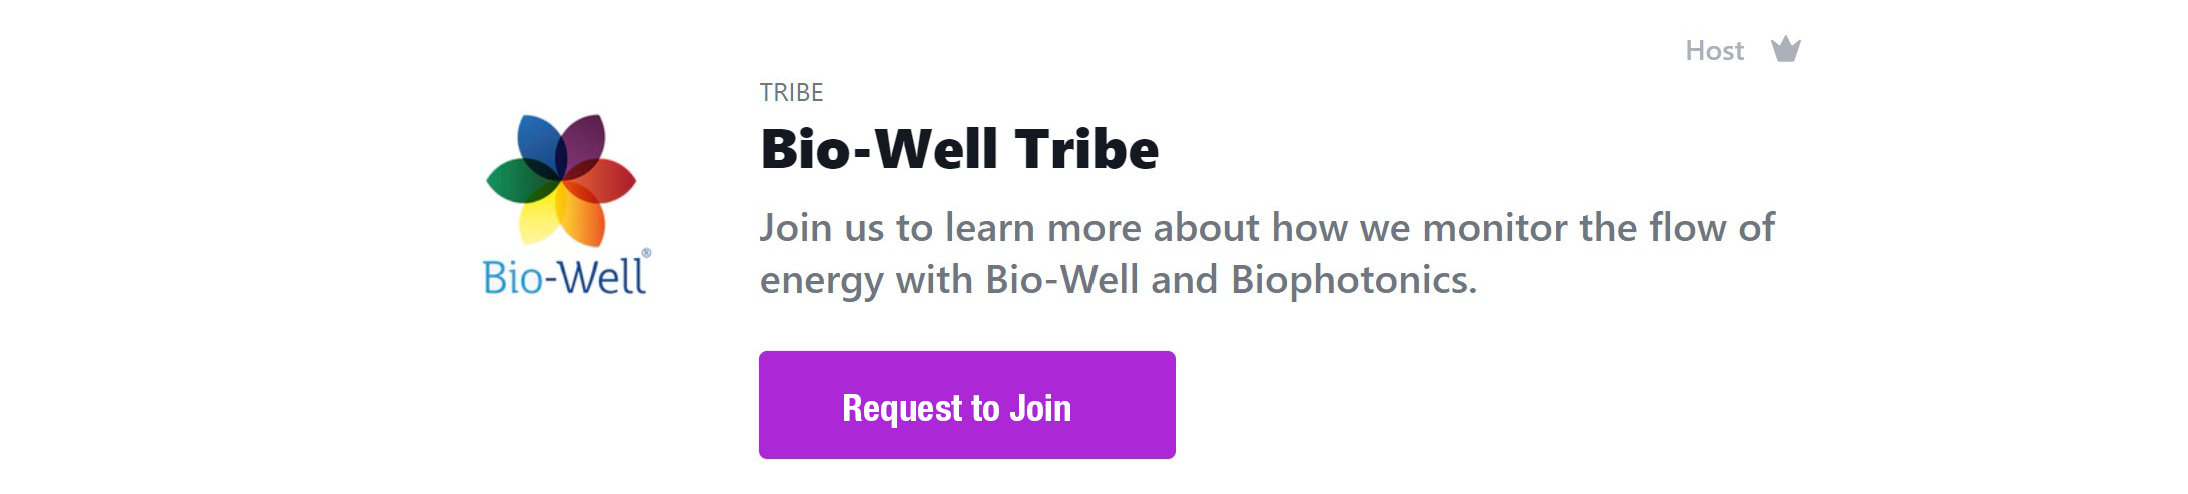 Host
TRIBE
Bio-Well Tribe
Join us to learn more about how we monitor the flow of
energy with Bio-Well and Biophotonics.
Bio-Well®
Request to Join